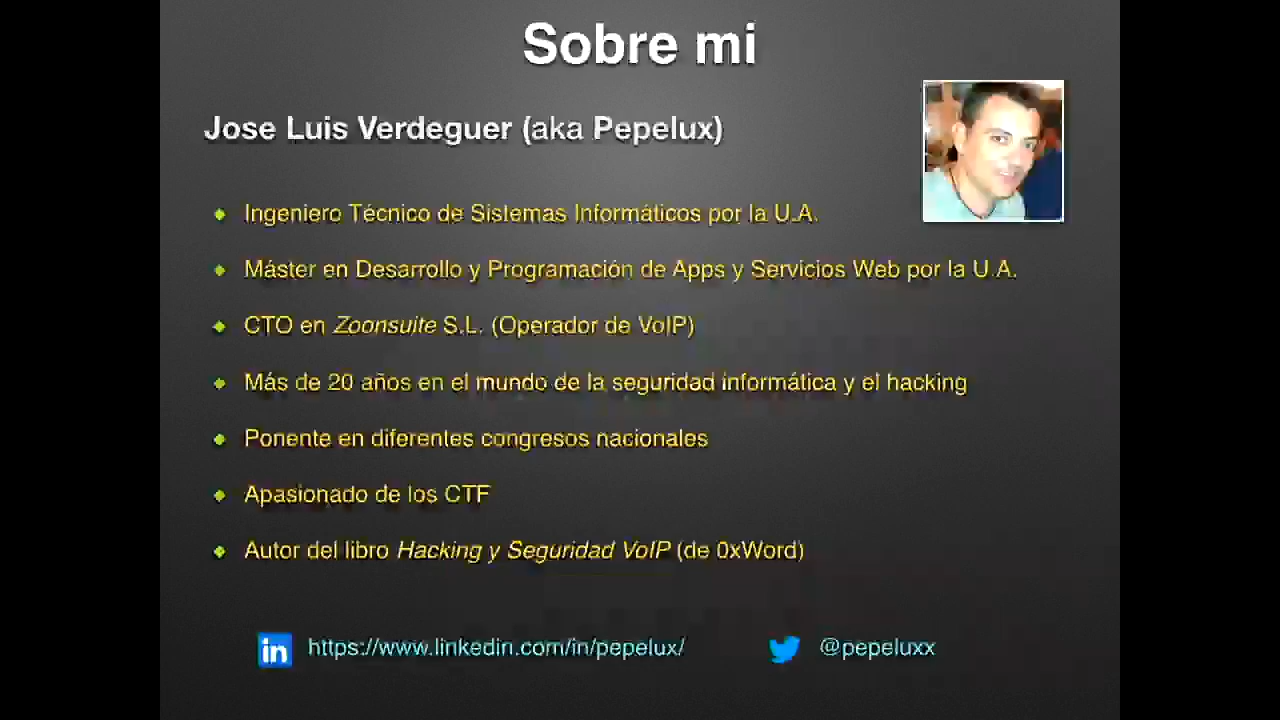 Sobre mi
Jose Luis Verdeguer (aka Pepelux)
Ingeniero Técnico de Sistemas Informáticos por la U.A.
Máster en Desarrollo y Programación de Apps y Servicios Web por la U.A.
CTO en Zoonsuite S.L. (Operador de VoIP)
Más de 20 años en el mundo de la seguridad informática y el hacking
Ponente en diferentes congresos nacionales
Apasionado de los CTF
Autor del libro Hacking y Seguridad VoIP (de 0xWord)
in https://www.linkedin.com/in/pepelux/ @pepeluxx